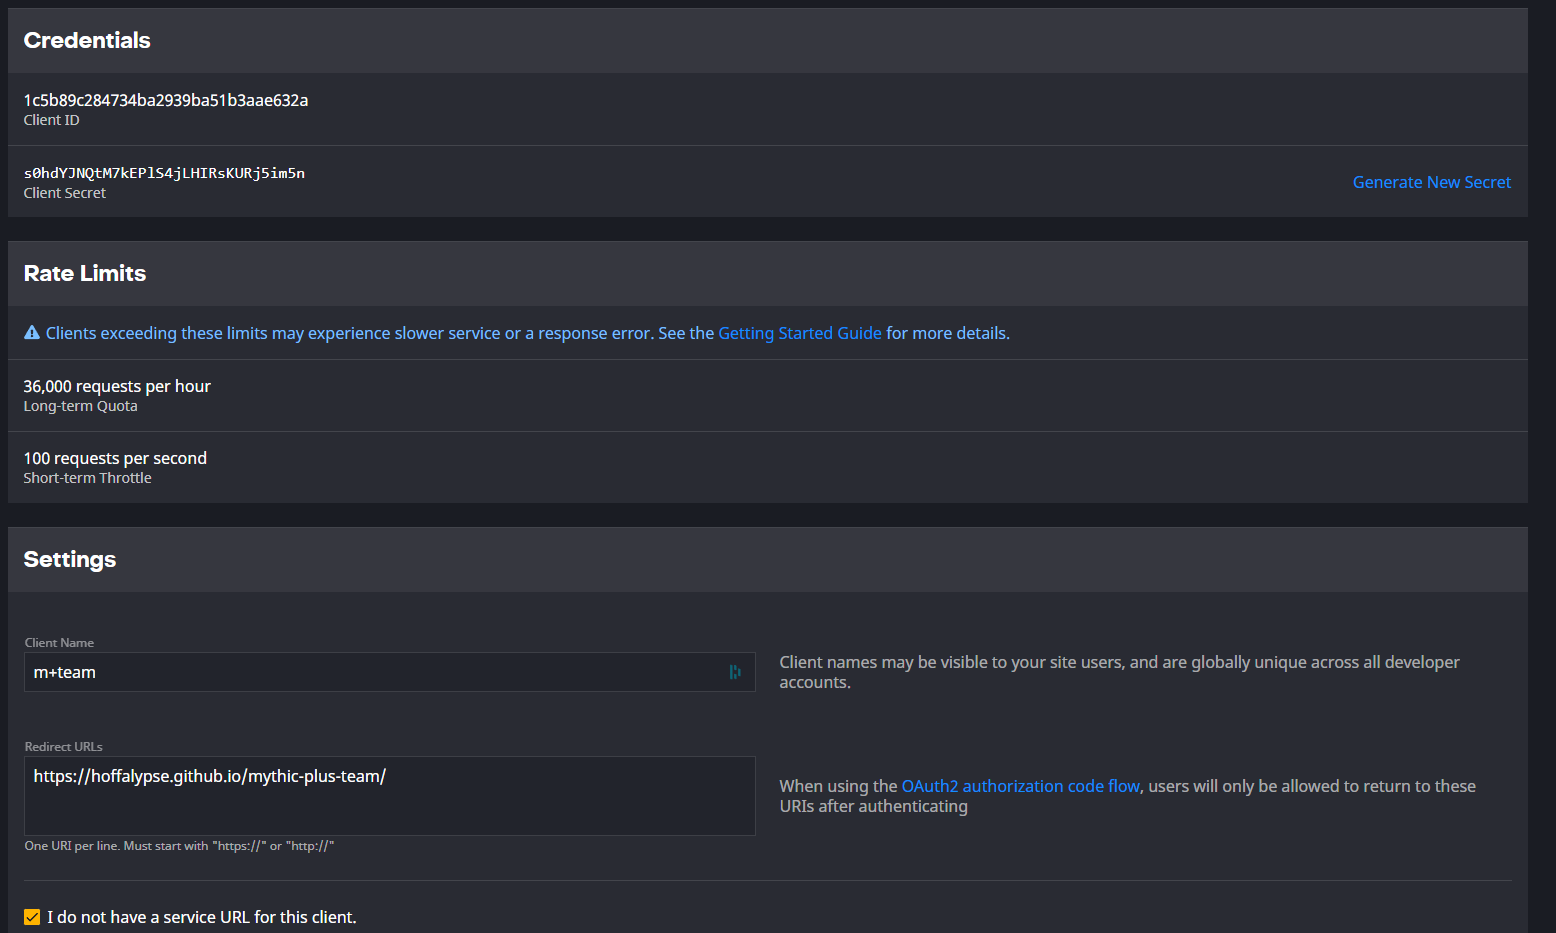 Credentials
1c5b89c284734ba2939ba51b3aae632a
Client ID
s0hdYJNQtM7kEPlS4jLHIRsKURj5im5n
Client Secret
Generate New Secret
Rate Limits
Clients exceeding these limits may experience slower service or a response error. See the Getting Started Guide for more details.
36,000 requests per hour
Long-term Quota
100 requests per second
Short-term Throttle
Settings
Client Name
m+team
Client names may be visible to your site users, and are globally unique across all developer
accounts.
Redirect URLs
https://hoffalypse.github.io/mythic-plus-team/
When using the OAuth2 authorization code flow, users will only be allowed to return to these
URIs after authenticating
One URI per line. Must start with "https://" or "http://"
I do not have a service URL for this client.